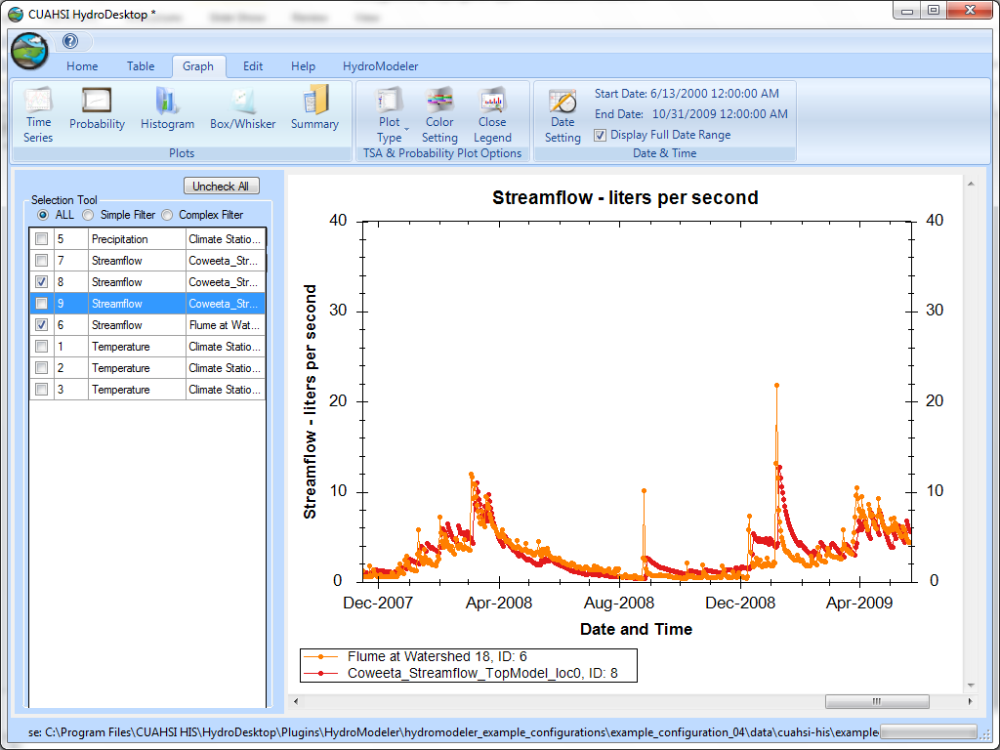 CUAHSI HydroDesktop *
Home Table Graph Edit Help HydroModeler
Time Series
Probability
Histogram
Box/Whisker
Summary
Plots
Plot Type
Color Setting
Close Legend
TSA & Probability Plot Options
Date Setting
Start Date: 6/13/2000 12:00:00 AM
End Date: 10/31/2009 12:00:00 AM
Display Full Date Range
Date & Time
Uncheck All
Selection Tool
ALL Simple Filter Complex Filter
5 Precipitation Climate Statio...
7 Streamflow Coweeta_Str...
8 Streamflow Coweeta_Str...
9 Streamflow Coweeta_Str...
6 Streamflow Flume at Wat...
1 Temperature Climate Statio...
2 Temperature Climate Statio...
3 Temperature Climate Statio...
Streamflow - liters per second
Streamflow - liters per second
40 40
30 30
20 20
10 10
0 0
Dec-2007 Apr-2008 Aug-2008 Dec-2008 Apr-2009
Date and Time
Flume at Watershed 18, ID: 6
Coweeta_Streamflow_TopModel_loc0, ID: 8
se: C:\Program Files\CUAHSI HIS\HydroDesktop\Plugins\HydroModeler\hydromodeler_example_configurations\example_configuration_04\data\cuahsi-his\example